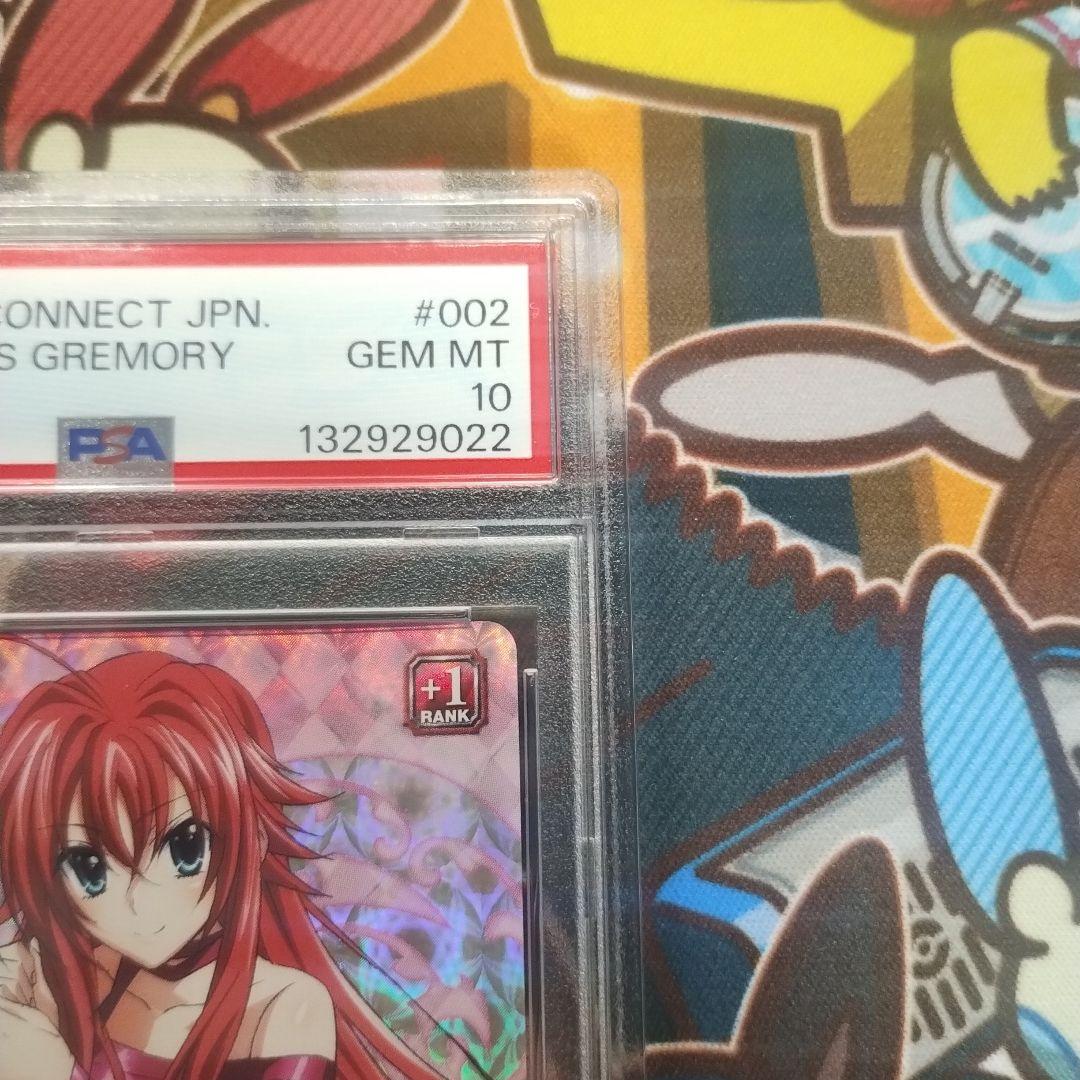 CONNECT JPN. #002
S GREMORY GEM MT
10
PSA 132929022
+1
RANK